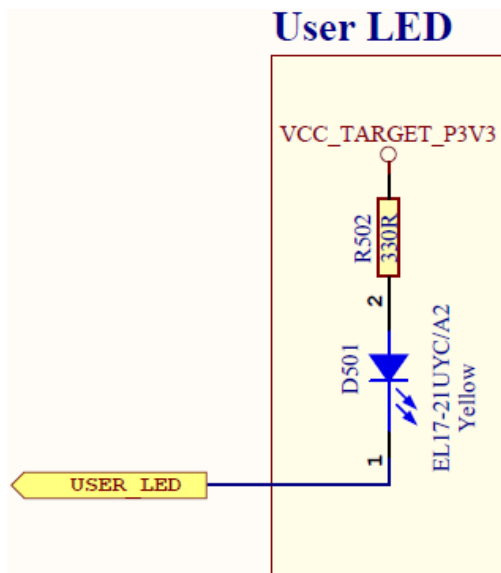 User LED
VCC_TARGET_P3V3
R502
330R
2
D501
EL17-21UYC/A2
Yellow
1
USER_LED